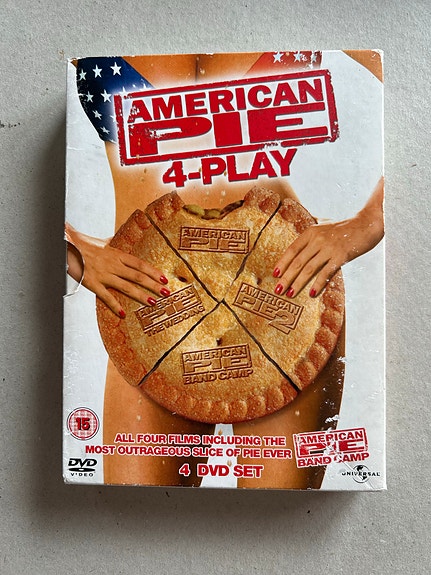 AMERICAN
PIE
4-PLAY
AMERICAN
PIE
AMERICAN
PIE
THE WEDDING
AMERICAN
PIE 2
AMERICAN
PIE
BAND CAMP
15
ALL FOUR FILMS INCLUDING THE
MOST OUTRAGEOUS SLICE OF PIE EVER
4 DVD SET
AMERICAN
PIE
BAND CAMP
DVD
VIDEO
UNIVERSAL